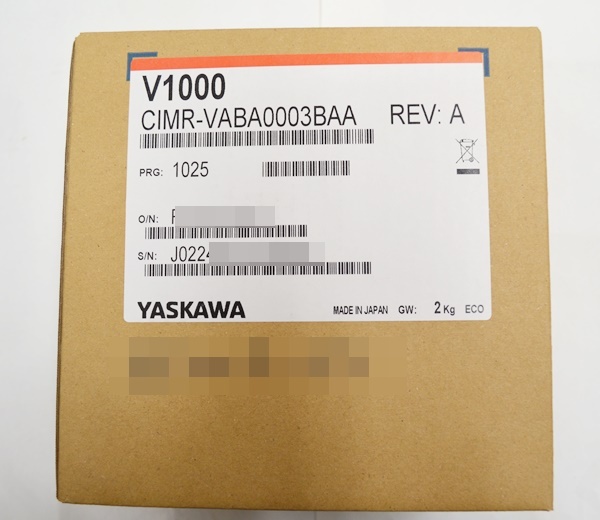 V1000
CIMR-VABA0003BAA REV: A
PRG: 1025
O/N:
S/N: J022
YASKAWA MADE IN JAPAN GW: 2 Kg ECO